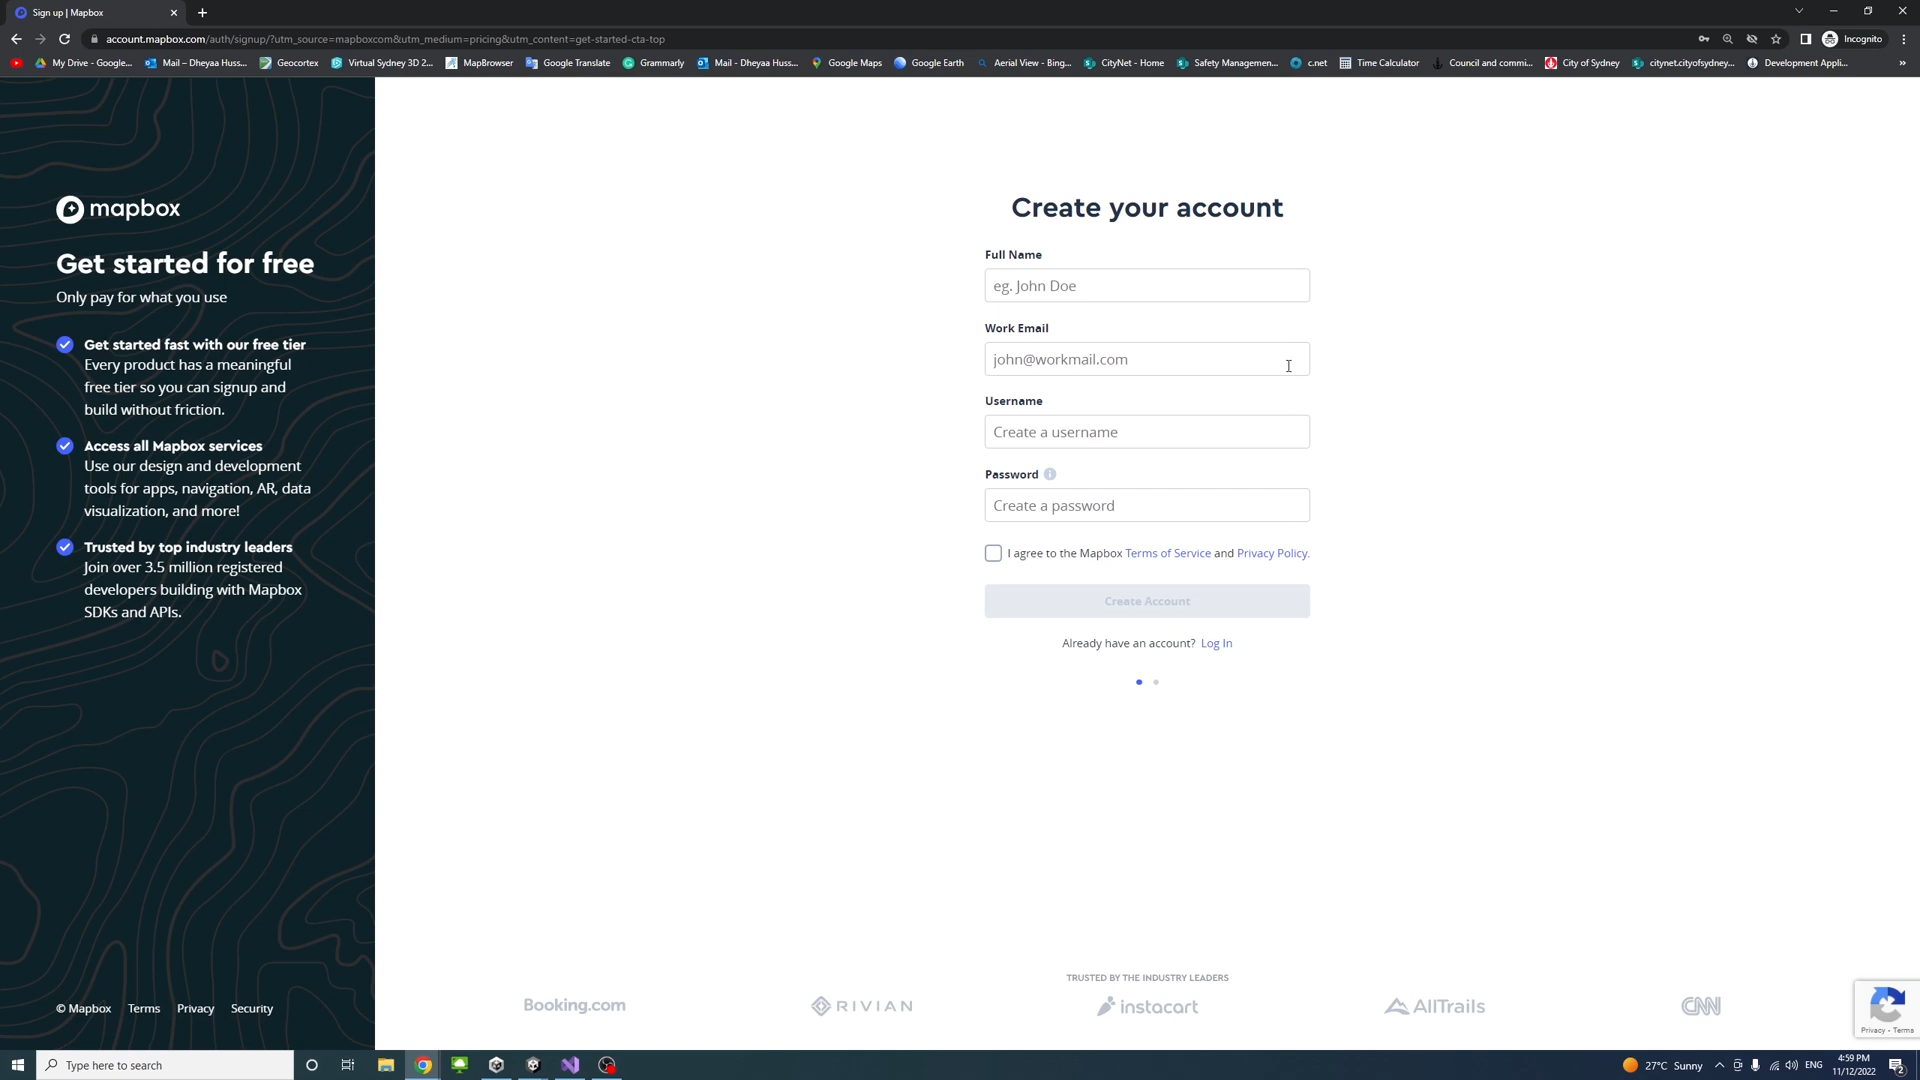 Sign up | Mapbox
account.mapbox.com/auth/signup/?utm_source=mapboxcom&utm_medium=pricing&utm_content=get-started-cta-top
Incognito
My Drive - Google...
Mail – Dheyaa Huss...
Geocortex
Virtual Sydney 3D 2...
MapBrowser
Google Translate
Grammarly
Mail - Dheyaa Huss...
Google Maps
Google Earth
Aerial View - Bing...
CityNet - Home
Safety Managemen...
c.net
Time Calculator
Council and commi...
City of Sydney
citynet.cityofsydney...
Development Appli...
mapbox
Get started for free
Only pay for what you use
Get started fast with our free tier
Every product has a meaningful
free tier so you can signup and
build without friction.
Access all Mapbox services
Use our design and development
tools for apps, navigation, AR, data
visualization, and more!
Trusted by top industry leaders
Join over 3.5 million registered
developers building with Mapbox
SDKs and APIs.
© Mapbox Terms Privacy Security
Create your account
Full Name
eg. John Doe
Work Email
john@workmail.com
Username
Create a username
Password
Create a password
I agree to the Mapbox Terms of Service and Privacy Policy.
Create Account
Already have an account? Log In
TRUSTED BY THE INDUSTRY LEADERS
Booking.com
RIVIAN
instacart
AllTrails
CNN
Privacy - Terms
Type here to search
27°C Sunny
ENG
4:59 PM
11/12/2022
2